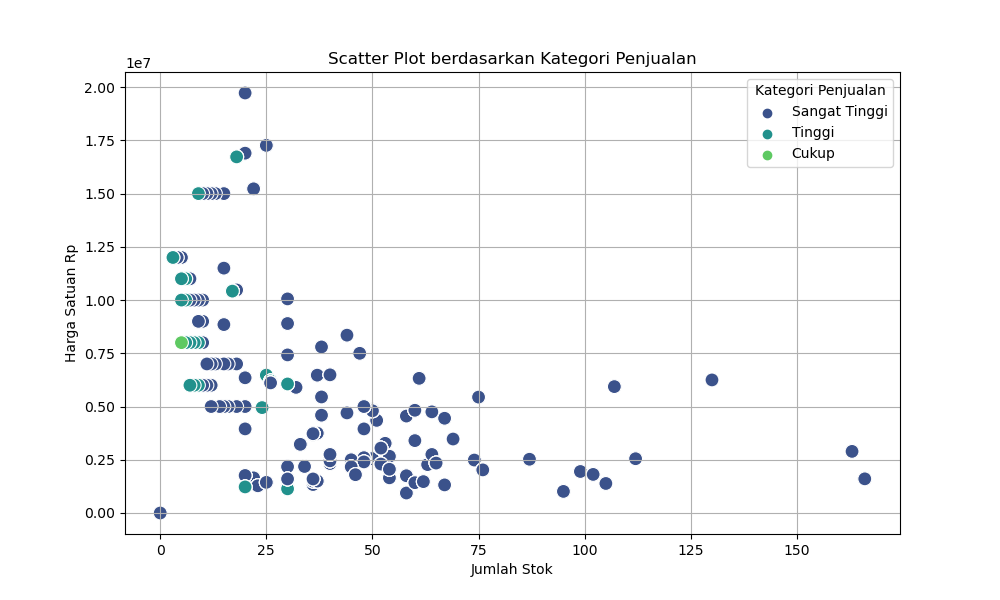 Scatter Plot berdasarkan Kategori Penjualan
1e7
2.00
1.75
1.50
1.25
1.00
0.75
0.50
0.25
0.00
Harga Satuan Rp
Kategori Penjualan
Sangat Tinggi
Tinggi
Cukup
0
25
50
75
100
125
150
Jumlah Stok